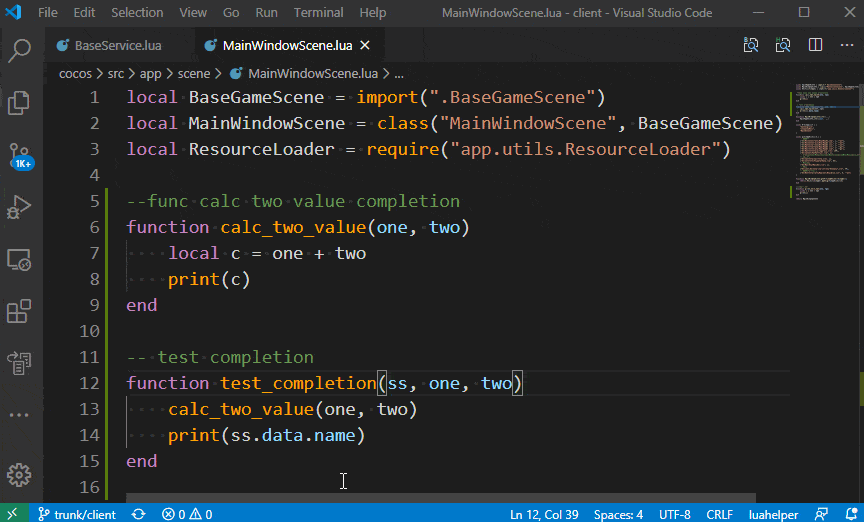 File Edit Selection View Go Run Terminal Help MainWindowScene.lua - client - Visual Studio Code
BaseService.lua MainWindowScene.lua
cocos > src > app > scene > MainWindowScene.lua > ...
1 local BaseGameScene = import(".BaseGameScene")
2 local MainWindowScene = class("MainWindowScene", BaseGameScene)
3 local ResourceLoader = require("app.utils.ResourceLoader")
4
5 --func calc two value completion
6 function calc_two_value(one, two)
7 local c = one + two
8 print(c)
9 end
10
11 -- test completion
12 function test_completion(ss, one, two)
13 calc_two_value(one, two)
14 print(ss.data.name)
15 end
16
1K+
trunk/client 0 0 Ln 12, Col 39 Spaces: 4 UTF-8 CRLF luahelper